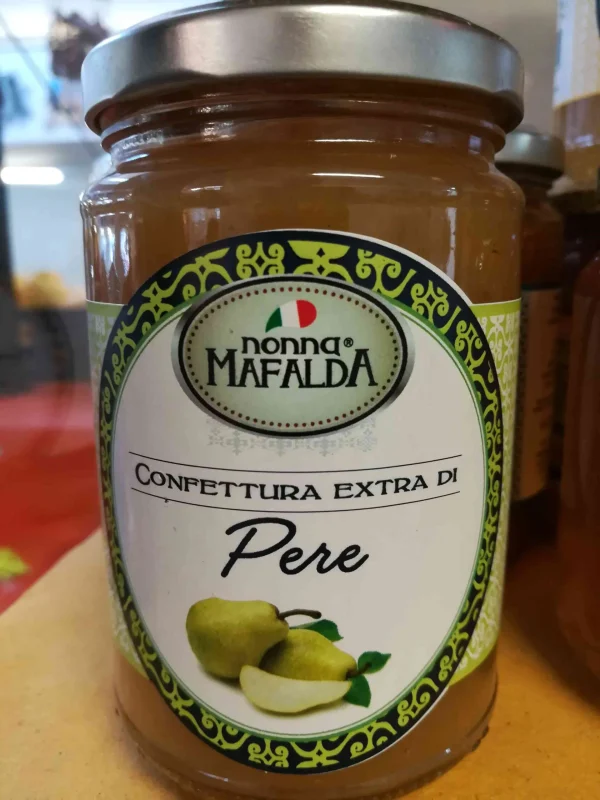 nonna®
MAFALDA
CONFETTURA EXTRA DI
Pere